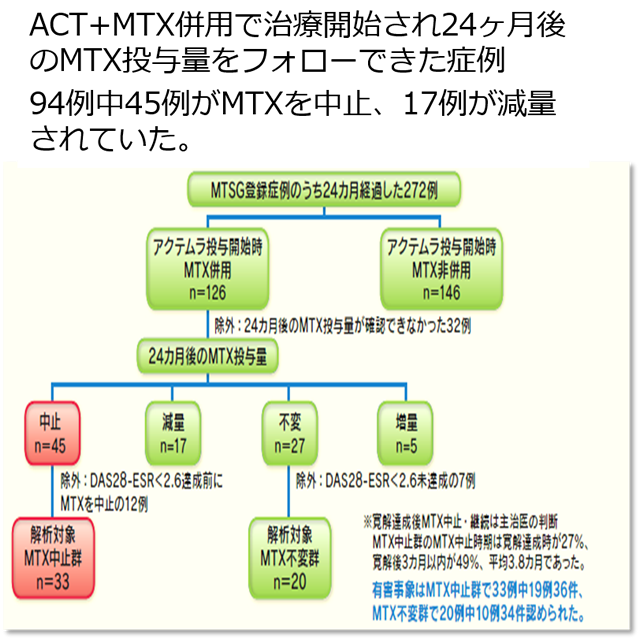 ACT+MTX併用で治療開始され24ヶ月後
のMTX投与量をフォローできた症例
94例中45例がMTXを中止、17例が減量
されていた。
MTSG登録症例のうち24カ月経過した272例
アクテムラ投与開始時
MTX併用
n=126
アクテムラ投与開始時
MTX非併用
n=146
除外：24カ月後のMTX投与量が確認できなかった32例
24カ月後のMTX投与量
中止
n=45
減量
n=17
不変
n=27
増量
n=5
除外：DAS28-ESR<2.6達成前に
MTXを中止の12例
除外：DAS28-ESR<2.6未達成の7例
解析対象
MTX中止群
n=33
解析対象
MTX不変群
n=20
※寛解達成後MTX中止・継続は主治医の判断
MTX中止群のMTX中止時期は寛解達成時が27%、
寛解後3カ月以内が49%、平均3.8カ月であった。
有害事象はMTX中止群で33例中19例36件、
MTX不変群で20例中10例34件認められた。